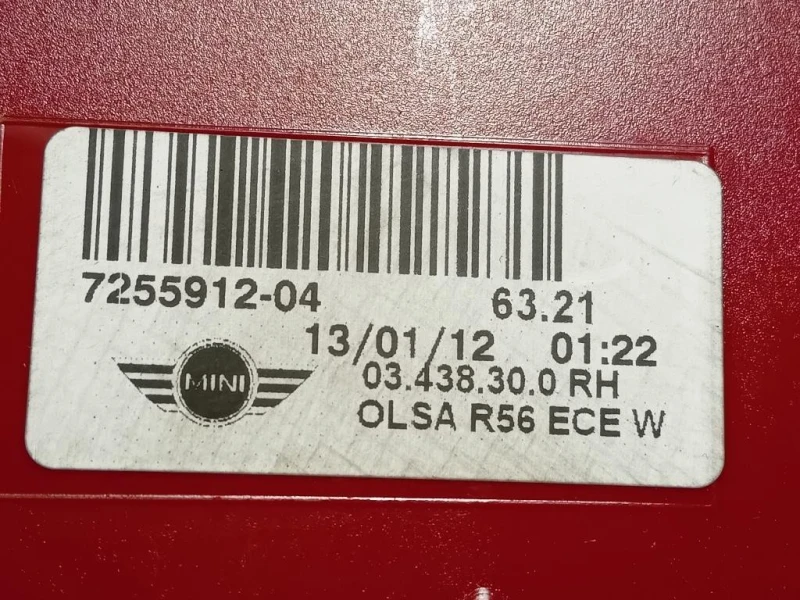 7255912-04 63.21
13/01/12 01:22
MINI
03.438.30.0 RH
OLSA R56 ECE W